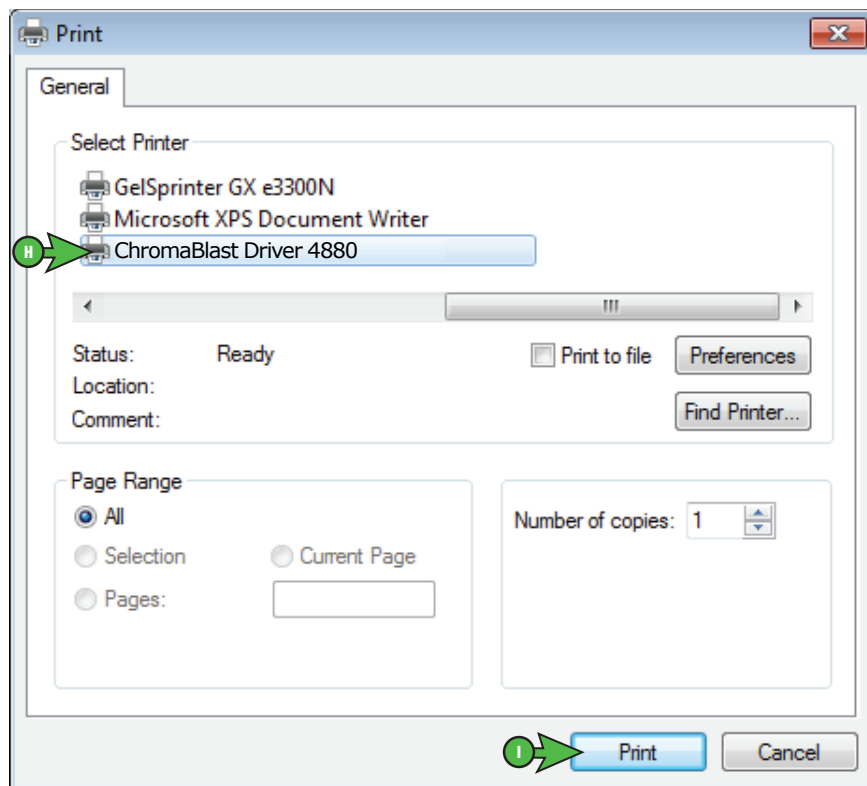 Print
General
Select Printer
GelSprinter GX e3300N
Microsoft XPS Document Writer
H
ChromaBlast Driver 4880
Status: Ready
Print to file
Preferences
Location:
Comment:
Find Printer...
Page Range
All
Selection
Current Page
Pages:
Number of copies: 1
I
Print
Cancel